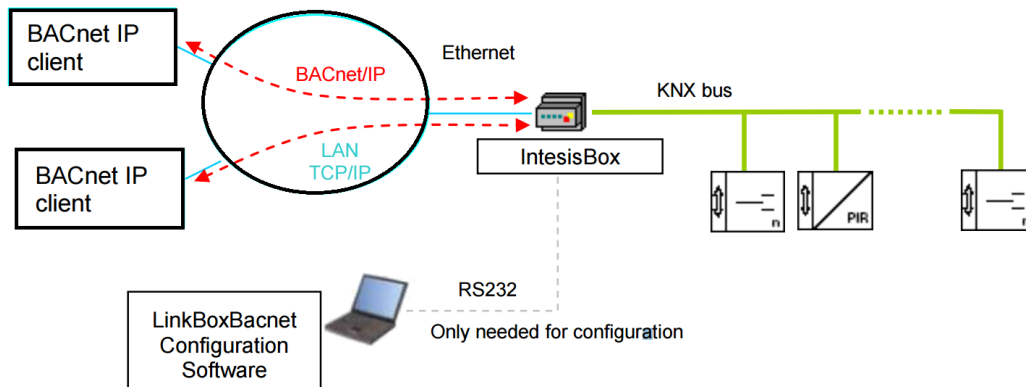 BACnet IP
client
Ethernet
BACnet/IP
KNX bus
LAN
TCP/IP
IntesisBox
BACnet IP
client
n
PIR
n
RS232
Only needed for configuration
LinkBoxBacnet
Configuration
Software